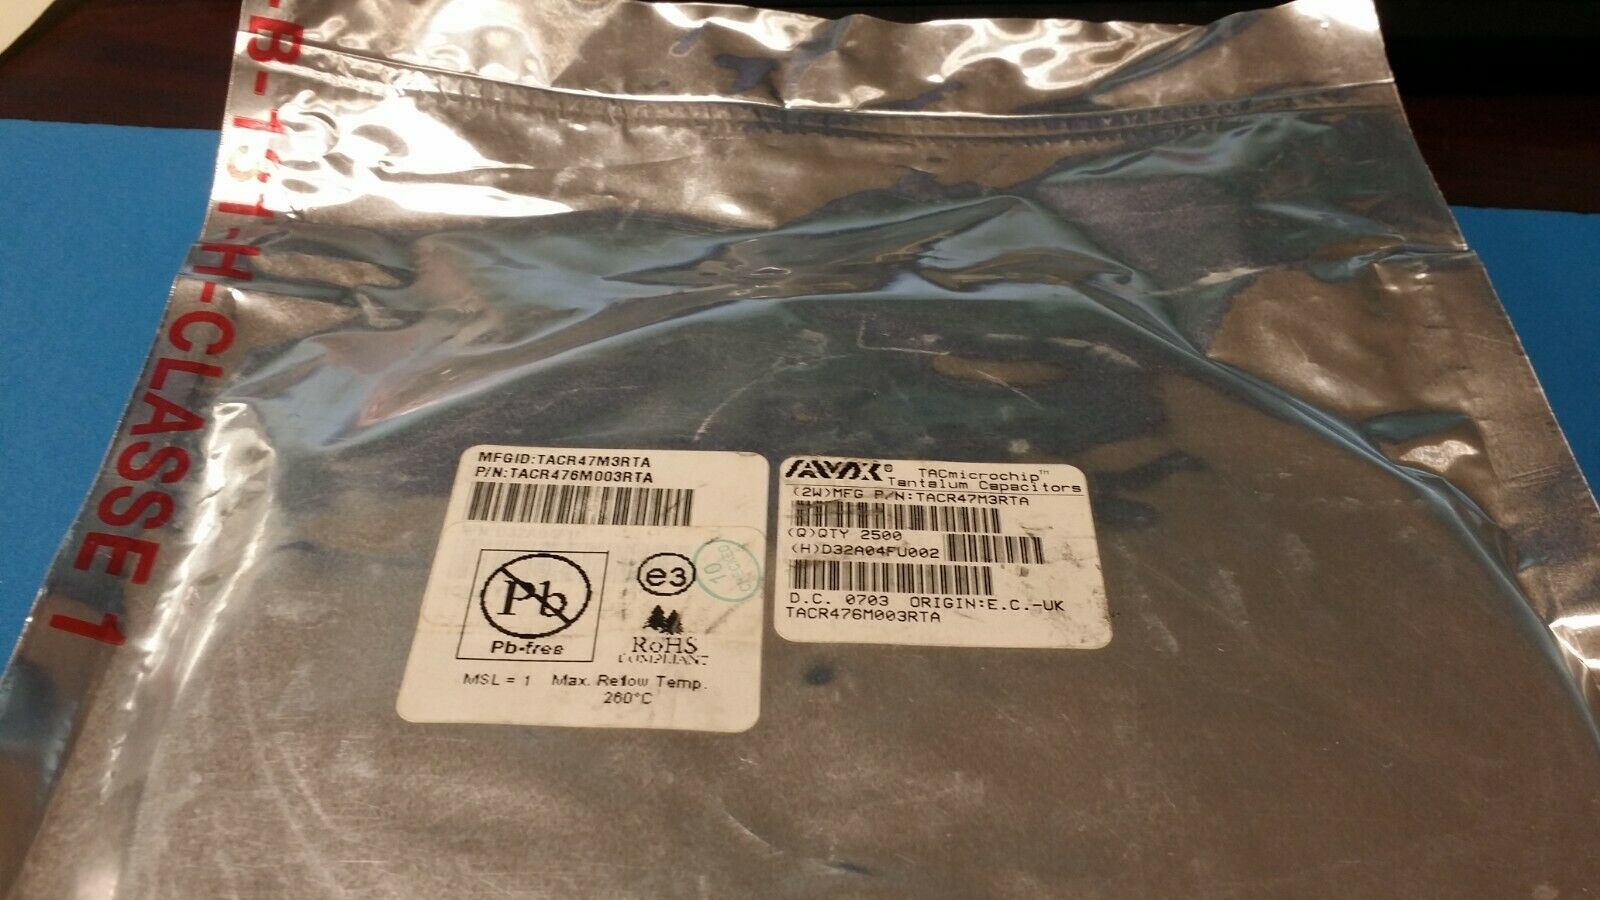 -B-131-H-CLASSE 1
MFGID:TACR47M3RTA
P/N:TACR476M003RTA
Pb
Pb-free
e3
10
RoHS
COMPLIANT
MSL = 1 Max. Reflow Temp.
260°C
AVX® TACmicrochip™
Tantalum Capacitors
(2W)MFG P/N:TACR47M3RTA
(Q)QTY 2500
(H)D32A04FU002
D.C. 0703 ORIGIN:E.C.-UK
TACR476M003RTA